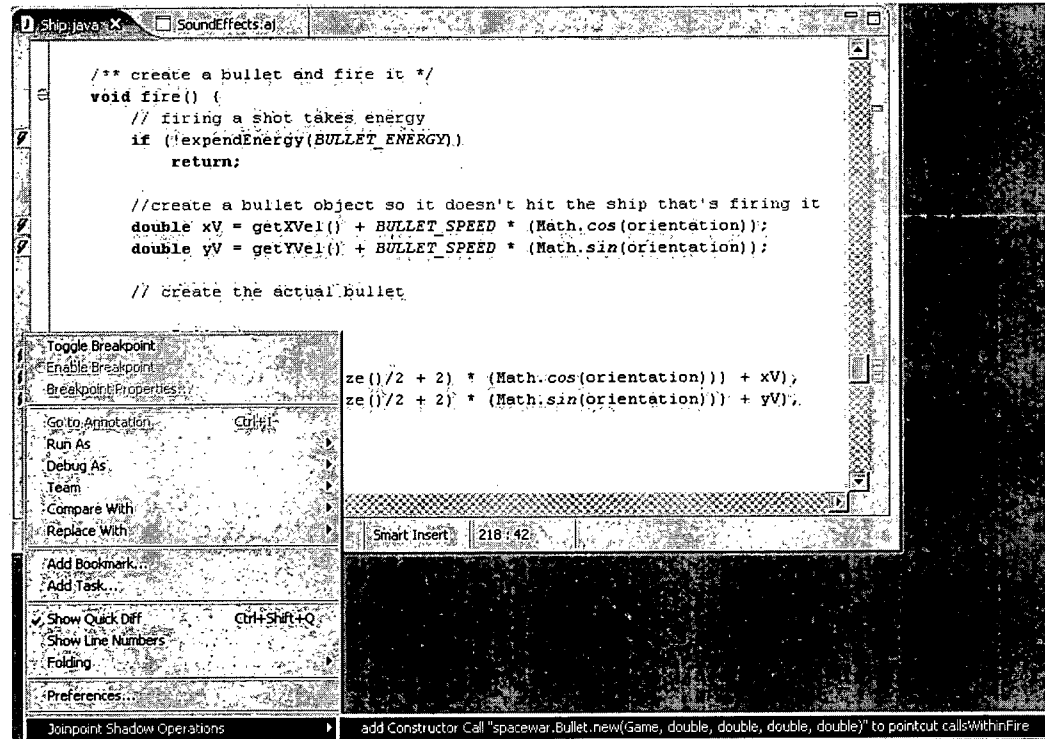 Ship.java SoundEffects.aj
/** create a bullet and fire it */
void fire() {
// firing a shot takes energy
if (!expendEnergy(BULLET_ENERGY))
return;
//create a bullet object so it doesn't hit the ship that's firing it
double xV = getXVel() + BULLET_SPEED * (Math.cos(orientation));
double yV = getYVel() + BULLET_SPEED * (Math.sin(orientation));
// create the actual bullet
ze()/2 + 2) * (Math.cos(orientation))) + xV),
ze()/2 + 2) * (Math.sin(orientation))) + yV),
Toggle Breakpoint
Enable Breakpoint
Breakpoint Properties...
Go to Annotation Ctrl+1
Run As
Debug As
Team
Compare With
Replace With
Smart Insert 218 : 42
Add Bookmark...
Add Task...
Show Quick Diff Ctrl+Shift+Q
Show Line Numbers
Folding
Preferences...
Joinpoint Shadow Operations add Constructor Call "spacewar.Bullet.new(Game, double, double, double, double)" to pointcut callsWithinFire